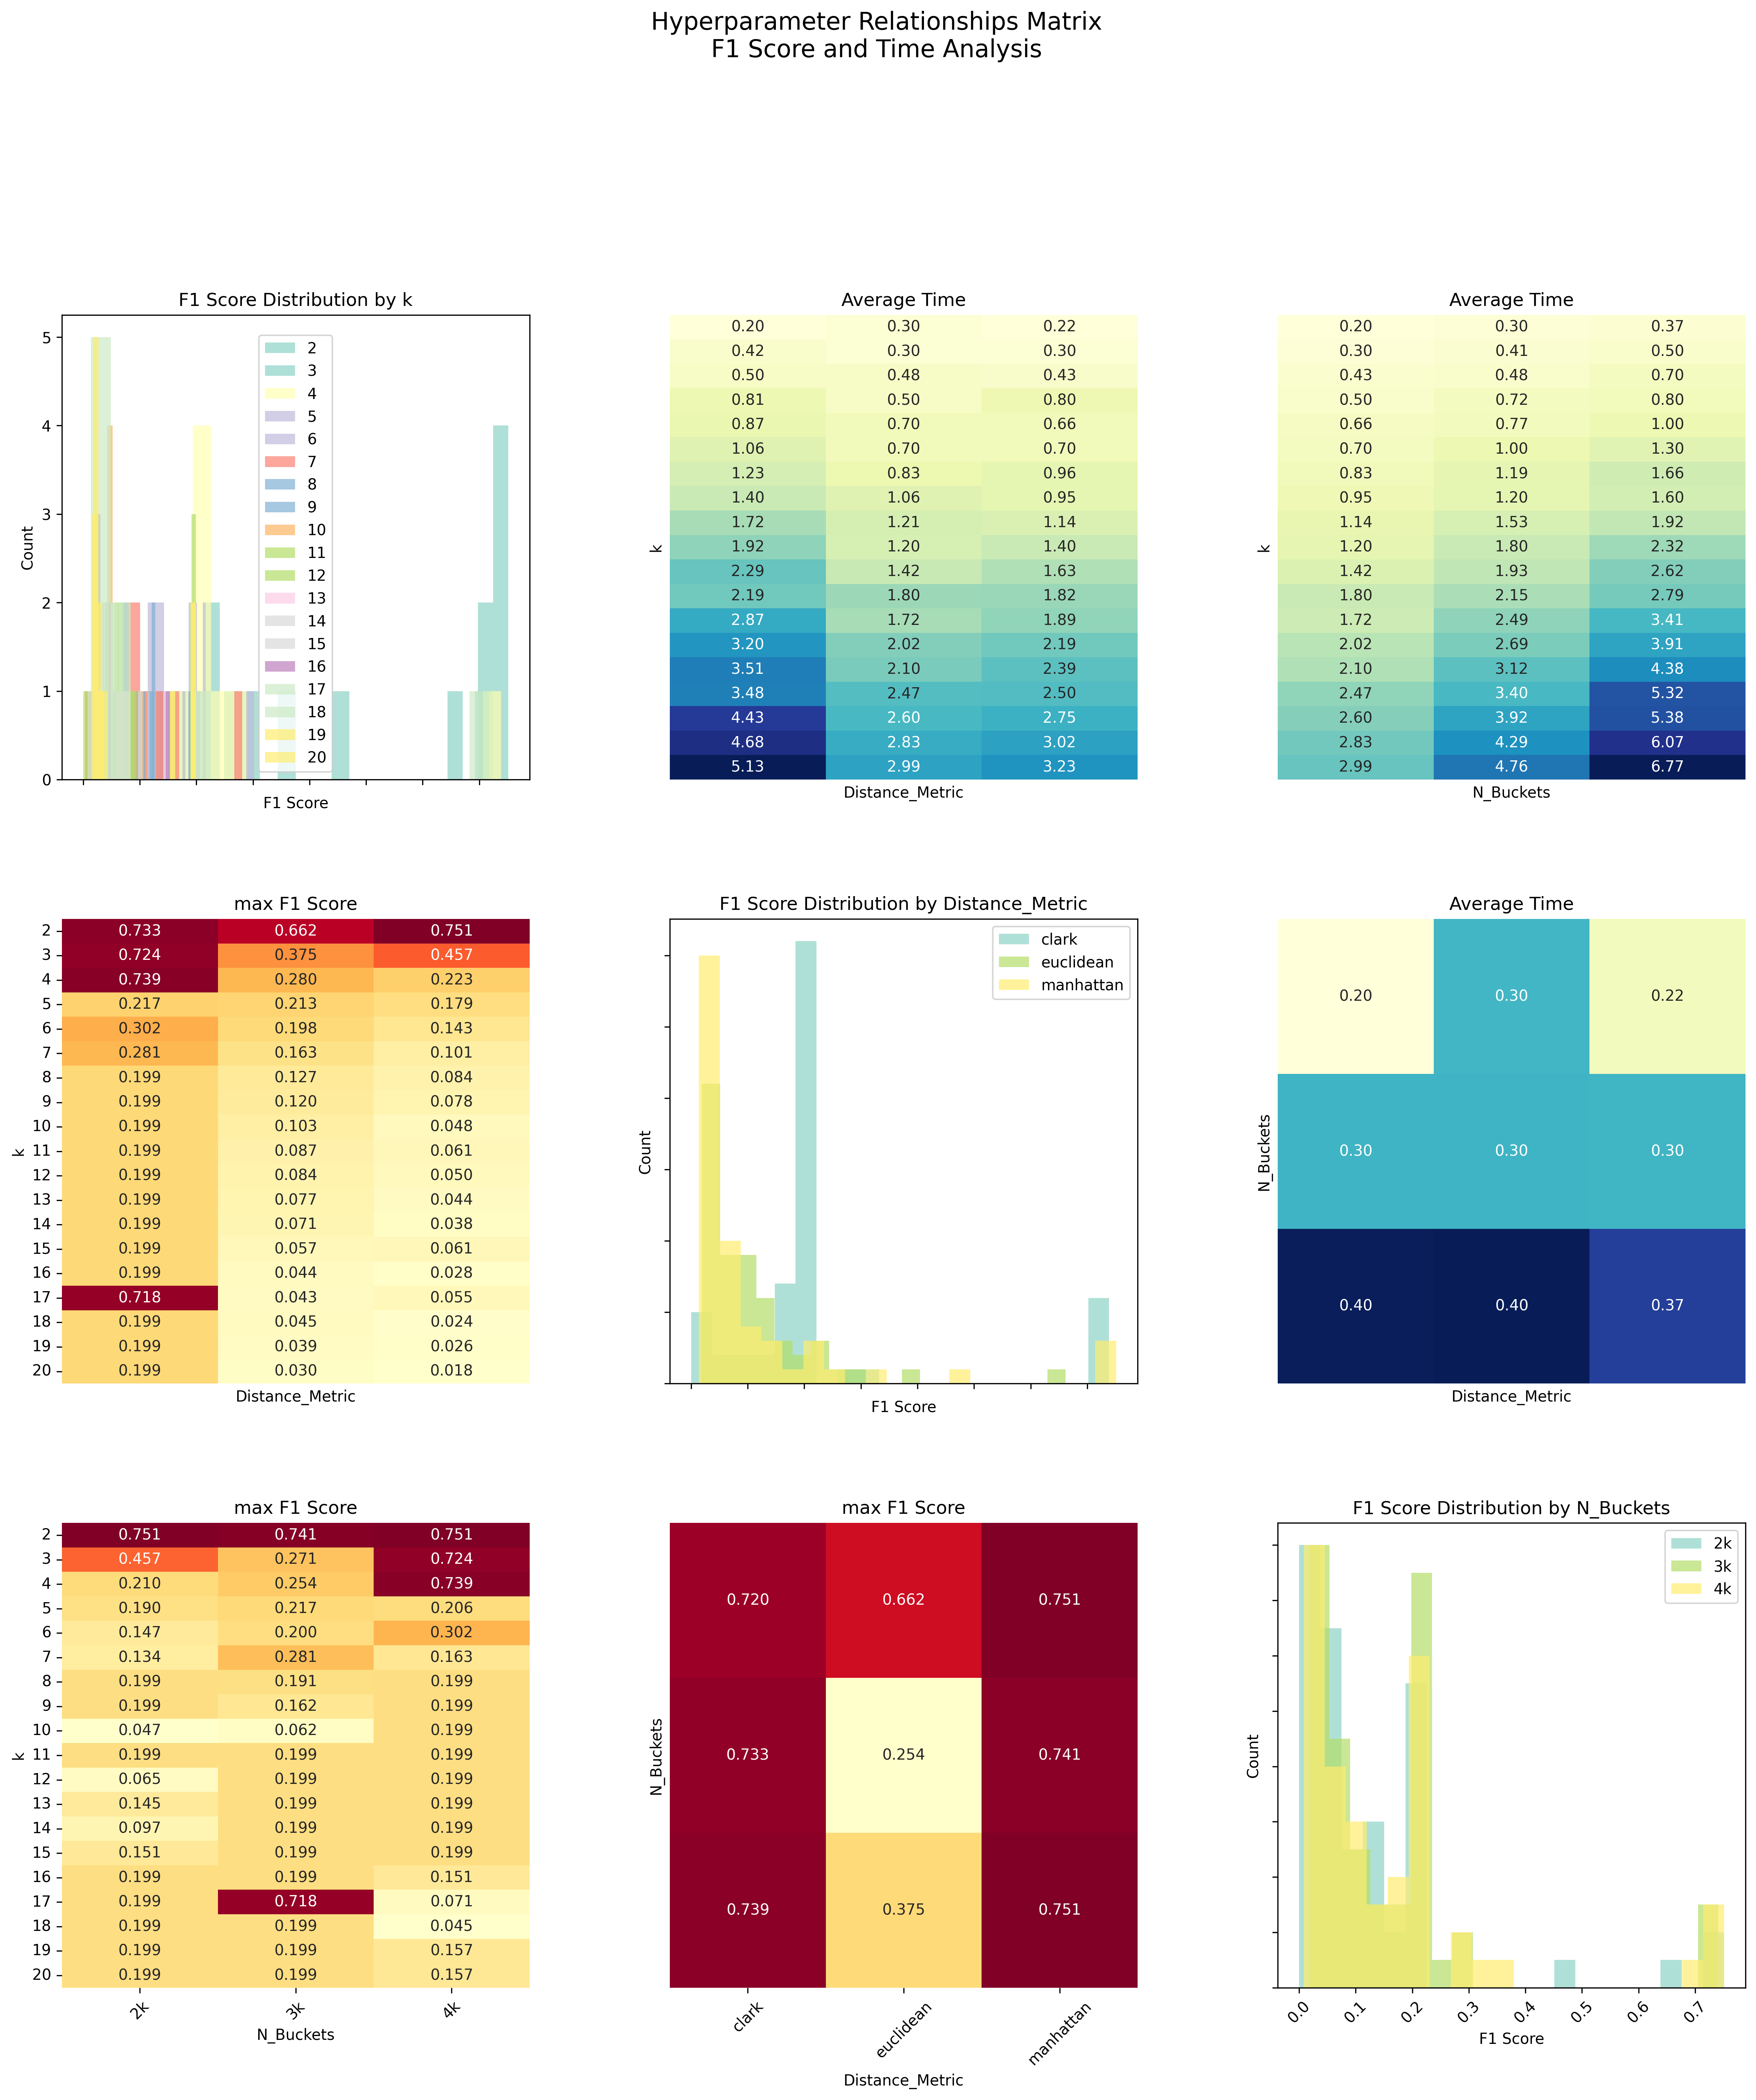 Hyperparameter Relationships Matrix
F1 Score and Time Analysis
F1 Score Distribution by k
5
4
3
2
1
0
Count
F1 Score
2
3
4
5
6
7
8
9
10
11
12
13
14
15
16
17
18
19
20
Average Time
k
0.20 0.30 0.22
0.42 0.30 0.30
0.50 0.48 0.43
0.81 0.50 0.80
0.87 0.70 0.66
1.06 0.70 0.70
1.23 0.83 0.96
1.40 1.06 0.95
1.72 1.21 1.14
1.92 1.20 1.40
2.29 1.42 1.63
2.19 1.80 1.82
2.87 1.72 1.89
3.20 2.02 2.19
3.51 2.10 2.39
3.48 2.47 2.50
4.43 2.60 2.75
4.68 2.83 3.02
5.13 2.99 3.23
Distance_Metric
Average Time
k
0.20 0.30 0.37
0.30 0.41 0.50
0.43 0.48 0.70
0.50 0.72 0.80
0.66 0.77 1.00
0.70 1.00 1.30
0.83 1.19 1.66
0.95 1.20 1.60
1.14 1.53 1.92
1.20 1.80 2.32
1.42 1.93 2.62
1.80 2.15 2.79
1.72 2.49 3.41
2.02 2.69 3.91
2.10 3.12 4.38
2.47 3.40 5.32
2.60 3.92 5.38
2.83 4.29 6.07
2.99 4.76 6.77
N_Buckets
max F1 Score
k
2 0.733 0.662 0.751
3 0.724 0.375 0.457
4 0.739 0.280 0.223
5 0.217 0.213 0.179
6 0.302 0.198 0.143
7 0.281 0.163 0.101
8 0.199 0.127 0.084
9 0.199 0.120 0.078
10 0.199 0.103 0.048
11 0.199 0.087 0.061
12 0.199 0.084 0.050
13 0.199 0.077 0.044
14 0.199 0.071 0.038
15 0.199 0.057 0.061
16 0.199 0.044 0.028
17 0.718 0.043 0.055
18 0.199 0.045 0.024
19 0.199 0.039 0.026
20 0.199 0.030 0.018
Distance_Metric
F1 Score Distribution by Distance_Metric
Count
clark
euclidean
manhattan
F1 Score
Average Time
N_Buckets
0.20 0.30 0.22
0.30 0.30 0.30
0.40 0.40 0.37
Distance_Metric
max F1 Score
k
2 0.751 0.741 0.751
3 0.457 0.271 0.724
4 0.210 0.254 0.739
5 0.190 0.217 0.206
6 0.147 0.200 0.302
7 0.134 0.281 0.163
8 0.199 0.191 0.199
9 0.199 0.162 0.199
10 0.047 0.062 0.199
11 0.199 0.199 0.199
12 0.065 0.199 0.199
13 0.145 0.199 0.199
14 0.097 0.199 0.199
15 0.151 0.199 0.199
16 0.199 0.199 0.151
17 0.199 0.718 0.071
18 0.199 0.199 0.045
19 0.199 0.199 0.157
20 0.199 0.199 0.157
2k 3k 4k
N_Buckets
max F1 Score
N_Buckets
0.720 0.662 0.751
0.733 0.254 0.741
0.739 0.375 0.751
clark euclidean manhattan
Distance_Metric
F1 Score Distribution by N_Buckets
Count
2k
3k
4k
0.0 0.1 0.2 0.3 0.4 0.5 0.6 0.7
F1 Score